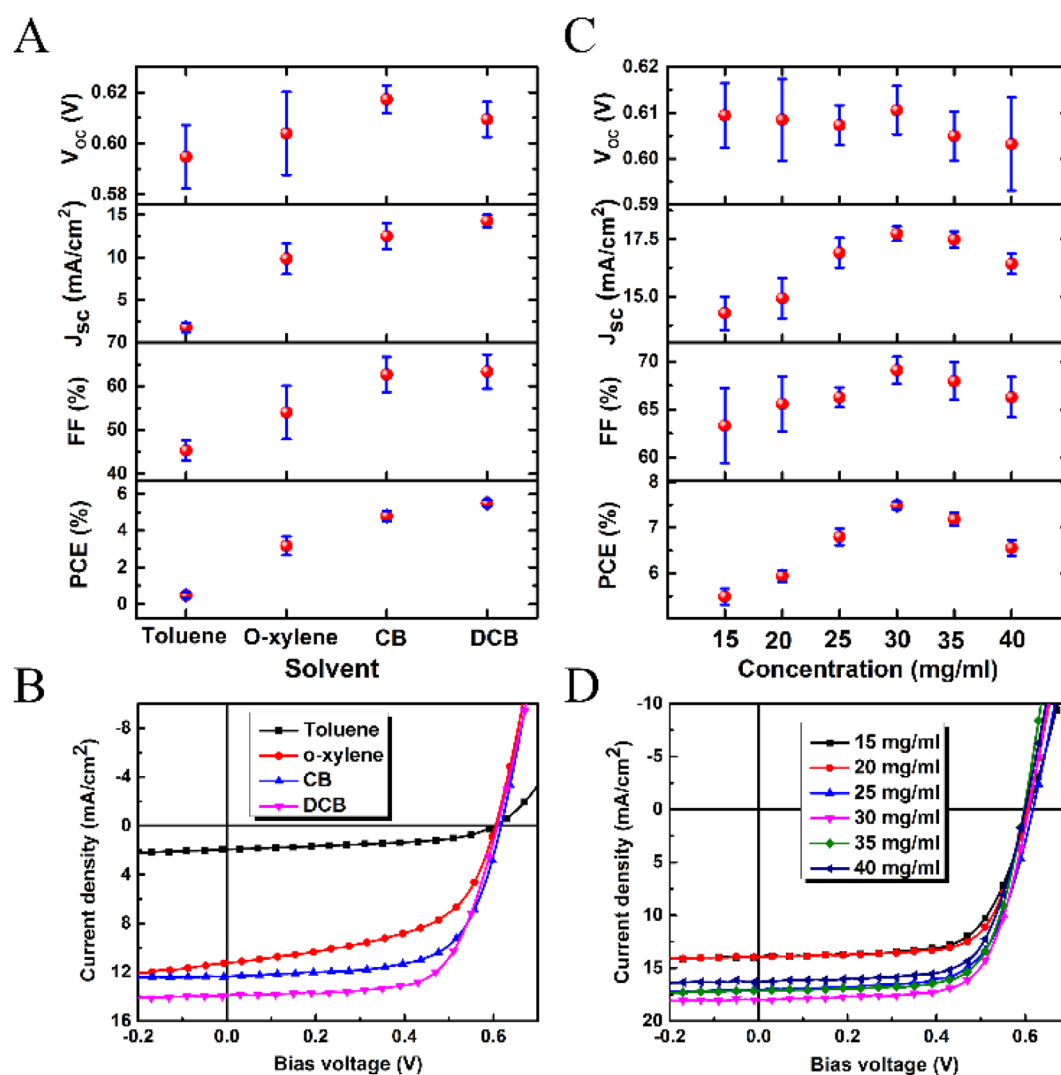 A
V_oc (V)
0.62
0.60
0.58
J_sc (mA/cm²)
15
10
5
FF (%)
70
60
50
40
PCE (%)
6
4
2
0
Toluene O-xylene CB DCB
Solvent
C
V_oc (V)
0.62
0.61
0.60
0.59
J_sc (mA/cm²)
17.5
15.0
FF (%)
70
65
60
PCE (%)
8
7
6
15 20 25 30 35 40
Concentration (mg/ml)
B
Current density (mA/cm²)
-8
-4
0
4
8
12
16
Toluene
o-xylene
CB
DCB
-0.2 0.0 0.2 0.4 0.6
Bias voltage (V)
D
Current density (mA/cm²)
-10
-5
0
5
10
15
20
15 mg/ml
20 mg/ml
25 mg/ml
30 mg/ml
35 mg/ml
40 mg/ml
-0.2 0.0 0.2 0.4 0.6
Bias voltage (V)